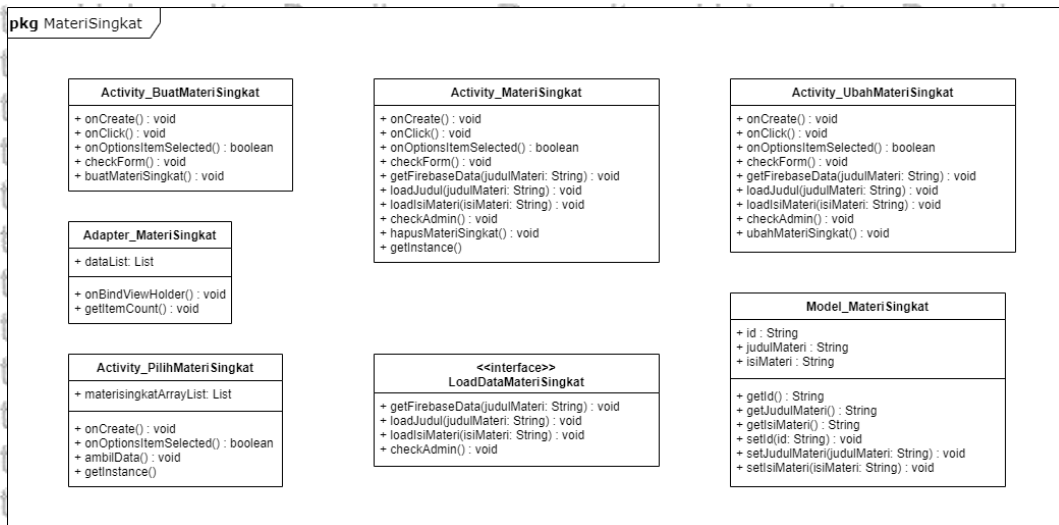 pkg MateriSingkat
Activity_BuatMateriSingkat
+ onCreate() : void
+ onClick() : void
+ onOptionsItemSelected() : boolean
+ checkForm() : void
+ buatMateriSingkat() : void
Activity_MateriSingkat
+ onCreate() : void
+ onClick() : void
+ onOptionsItemSelected() : boolean
+ checkForm() : void
+ getFirebaseData(judulMateri: String) : void
+ loadJudul(judulMateri: String) : void
+ loadIsiMateri(isiMateri: String) : void
+ checkAdmin() : void
+ hapusMateriSingkat() : void
+ getInstance()
Activity_UbahMateriSingkat
+ onCreate() : void
+ onClick() : void
+ onOptionsItemSelected() : boolean
+ checkForm() : void
+ getFirebaseData(judulMateri: String) : void
+ loadJudul(judulMateri: String) : void
+ loadIsiMateri(isiMateri: String) : void
+ checkAdmin() : void
+ ubahMateriSingkat() : void
Adapter_MateriSingkat
+ dataList: List
+ onBindViewHolder() : void
+ getItemCount() : void
Activity_PilihMateriSingkat
+ materisingkatArrayList: List
+ onCreate() : void
+ onOptionsItemSelected() : boolean
+ ambilData() : void
+ getInstance()
<<interface>>
LoadDataMateriSingkat
+ getFirebaseData(judulMateri: String) : void
+ loadJudul(judulMateri: String) : void
+ loadIsiMateri(isiMateri: String) : void
+ checkAdmin() : void
Model_MateriSingkat
+ id : String
+ judulMateri : String
+ isiMateri : String
+ getId() : String
+ getJudulMateri() : String
+ getIsiMateri() : String
+ setId(id: String) : void
+ setJudulMateri(judulMateri: String) : void
+ setIsiMateri(isiMateri: String) : void